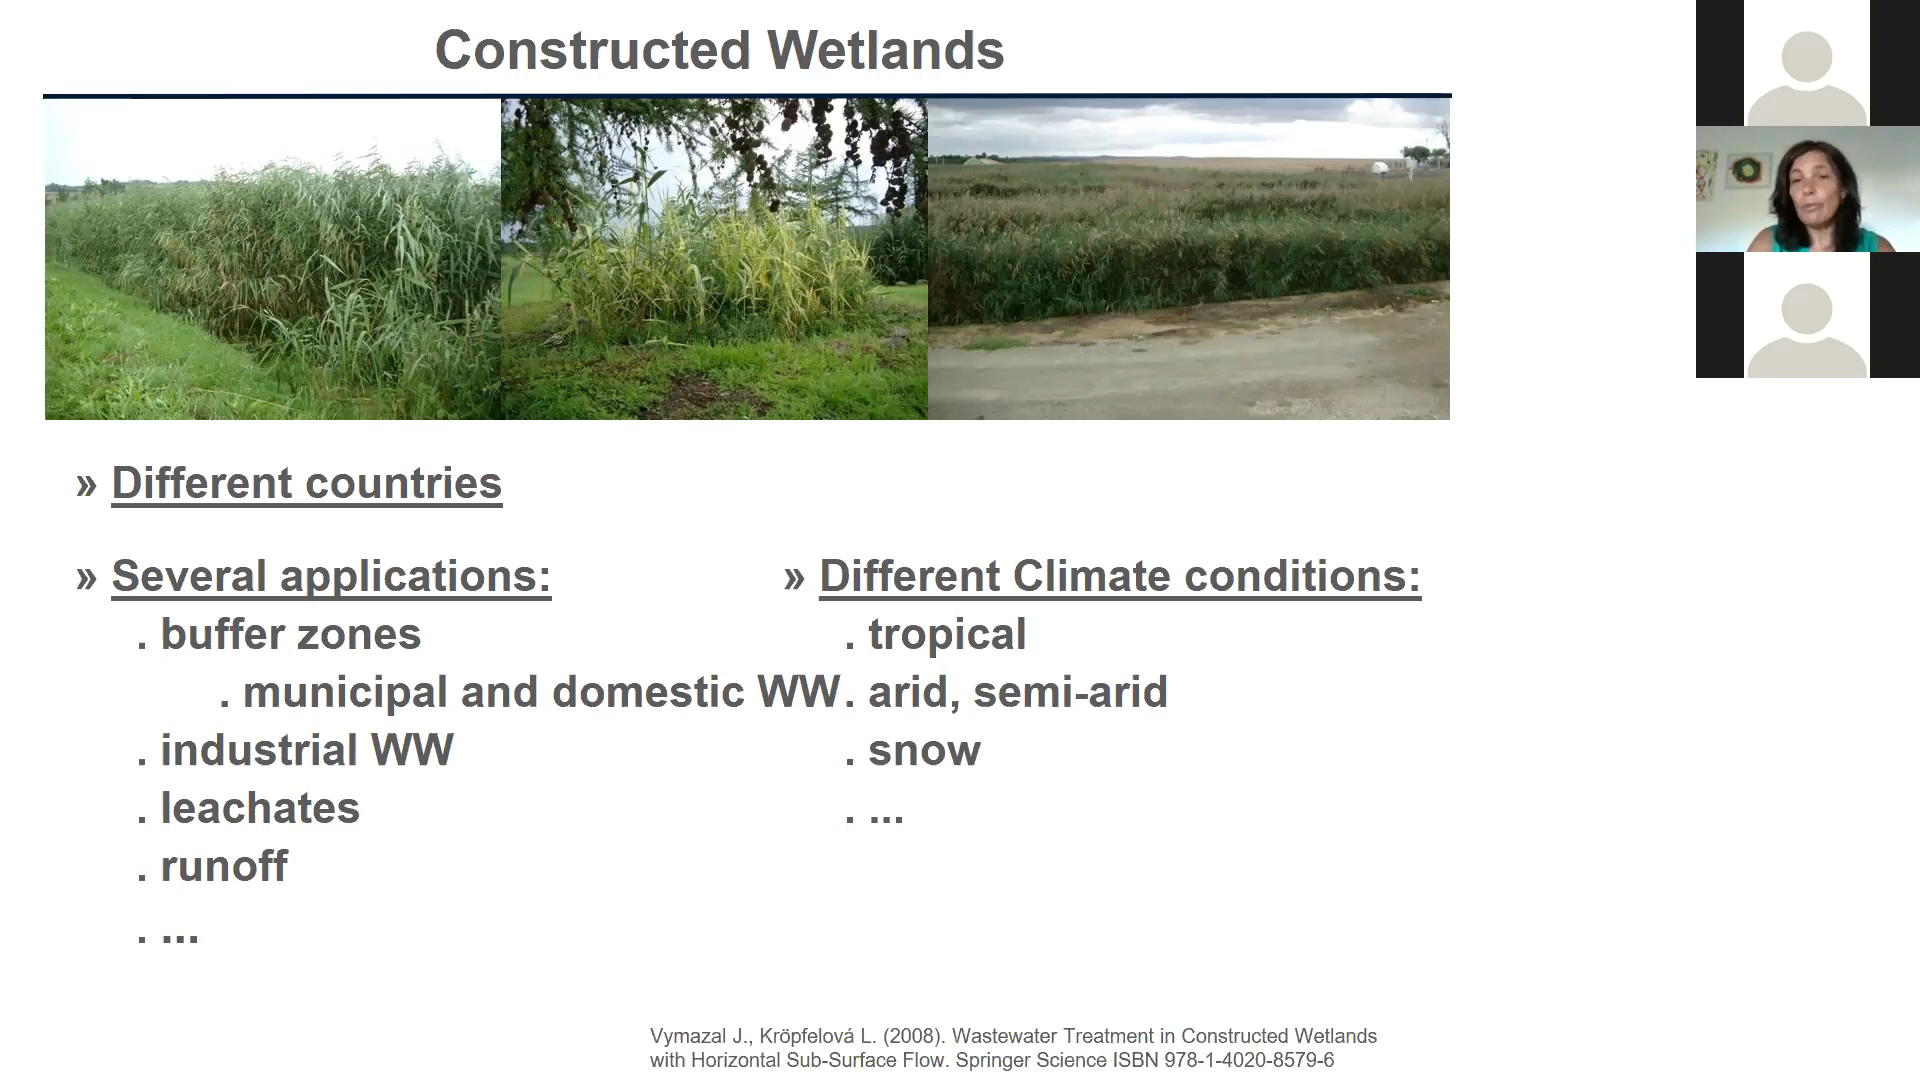 Constructed Wetlands
» Different countries
» Several applications:
. buffer zones
. municipal and domestic WW
. industrial WW
. leachates
. runoff
. ...
» Different Climate conditions:
. tropical
. arid, semi-arid
. snow
. ...
Vymazal J., Kröpfelová L. (2008). Wastewater Treatment in Constructed Wetlands
with Horizontal Sub-Surface Flow. Springer Science ISBN 978-1-4020-8579-6